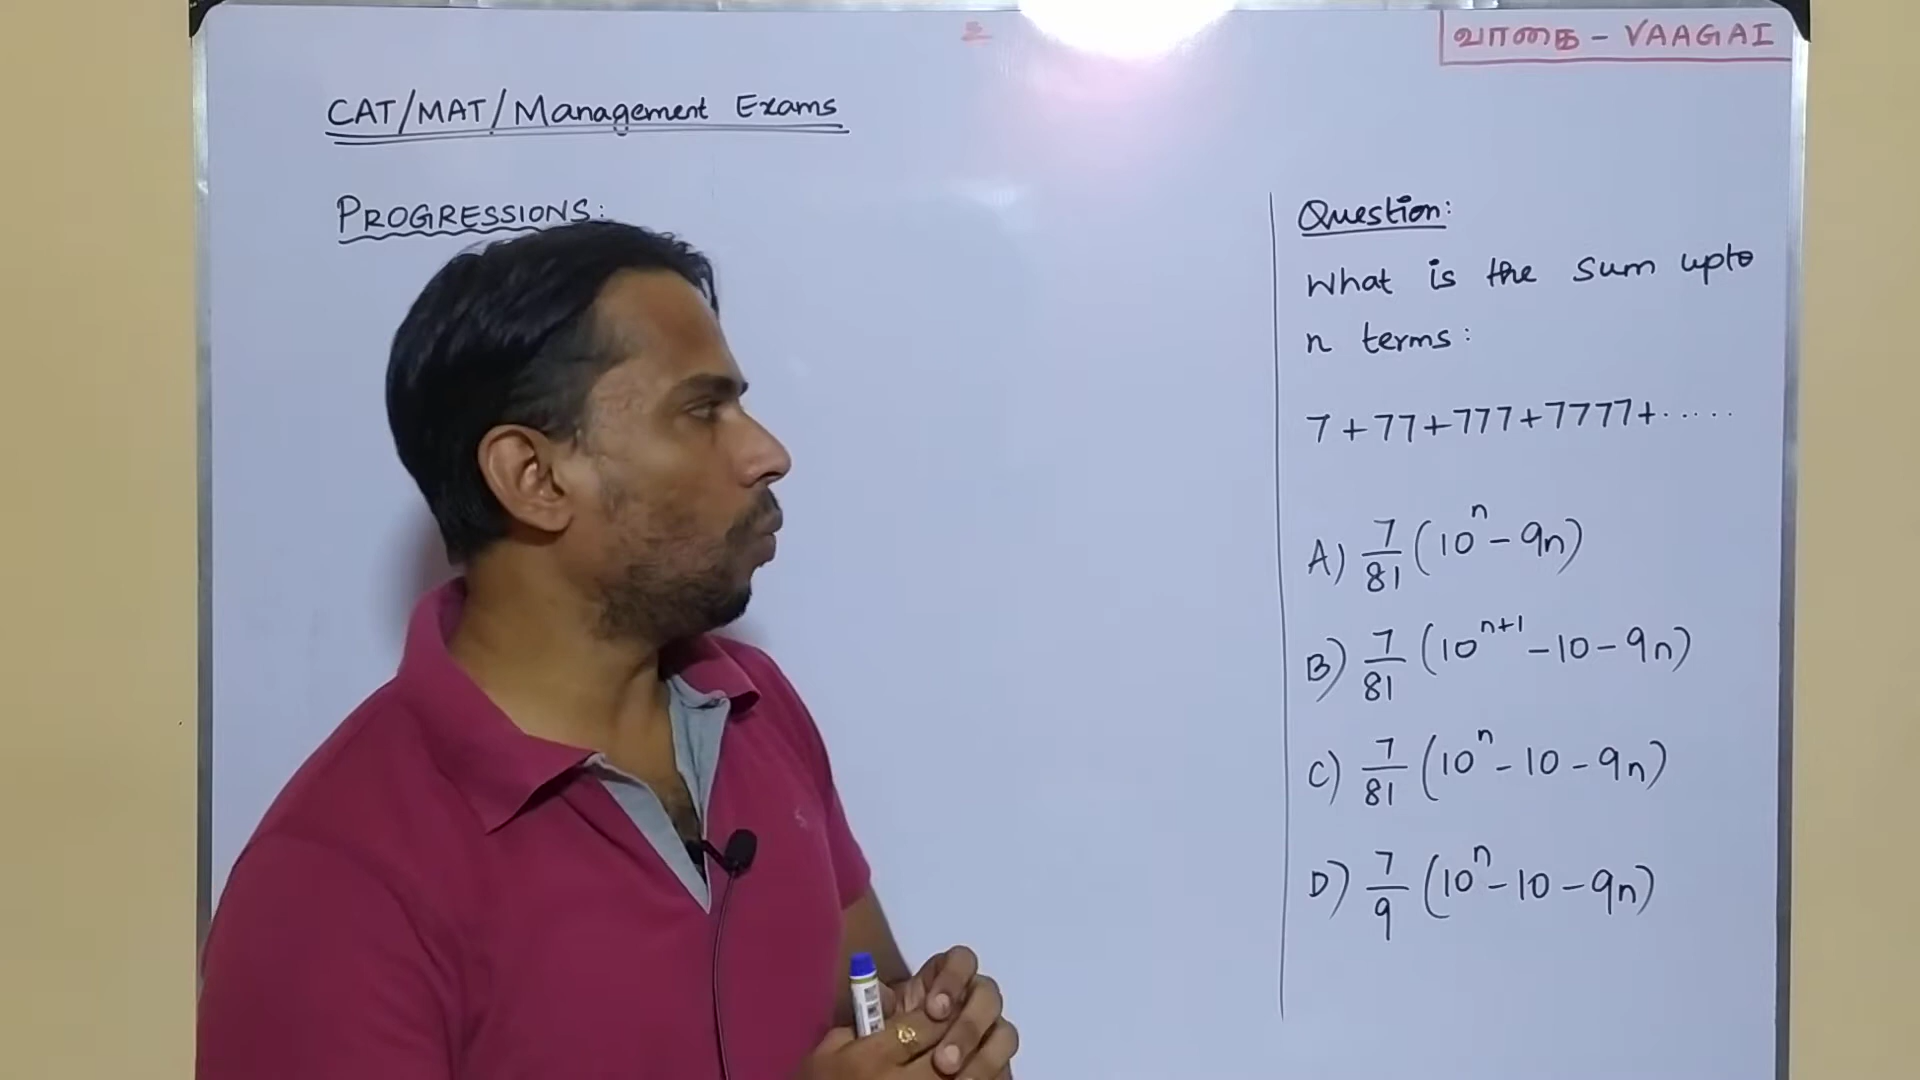 வாகை - VAAGAI
CAT/MAT/Management Exams
PROGRESSIONS:
Question:
What is the sum upto
n terms:
7+77+777+7777+.....
A) 7/81 (10^n - 9n)
B) 7/81 (10^(n+1) - 10 - 9n)
C) 7/81 (10^n - 10 - 9n)
D) 7/9 (10^n - 10 - 9n)